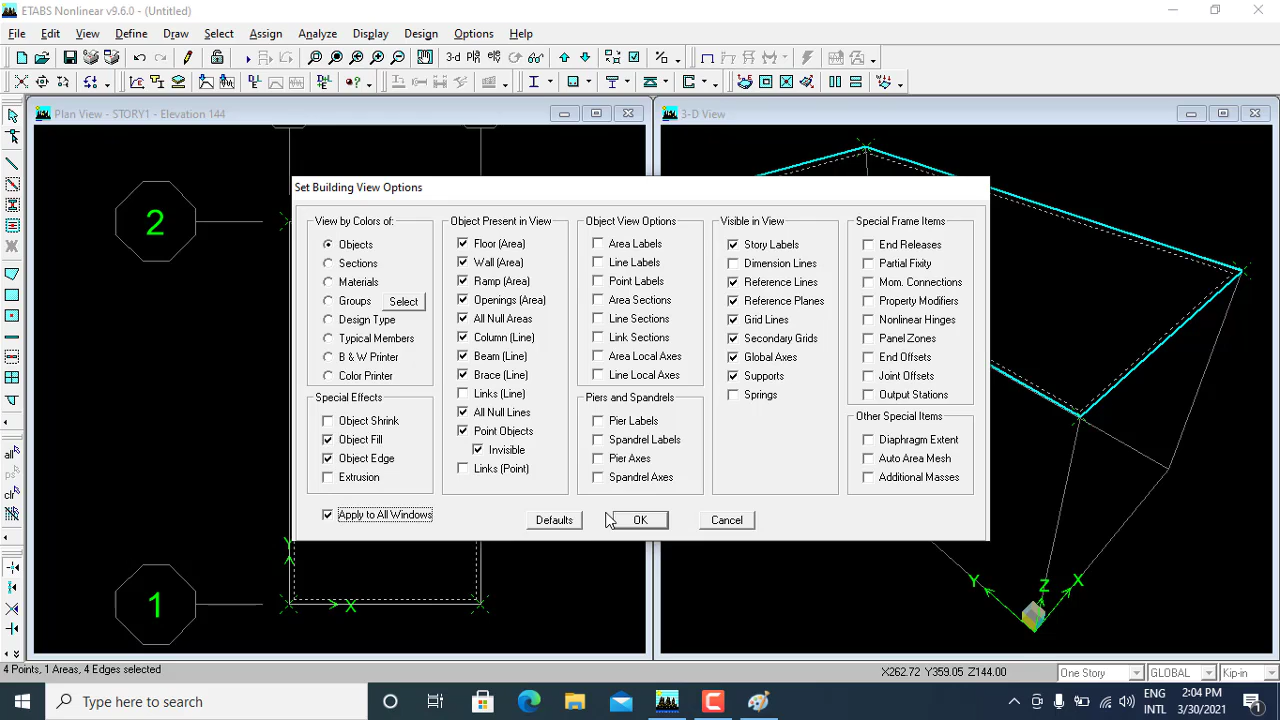 ETABS Nonlinear v9.6.0 - (Untitled)
File Edit View Define Draw Select Assign Analyze Display Design Options Help
3-d
Plan View - STORY1 - Elevation 144
3-D View
Set Building View Options
View by Colors of:
Objects
Sections
Materials
Groups Select
Design Type
Typical Members
B & W Printer
Color Printer
Special Effects
Object Shrink
Object Fill
Object Edge
Extrusion
Apply to All Windows
Object Present in View
Floor (Area)
Wall (Area)
Ramp (Area)
Openings (Area)
All Null Areas
Column (Line)
Beam (Line)
Brace (Line)
Links (Line)
All Null Lines
Point Objects
Invisible
Links (Point)
Object View Options
Area Labels
Line Labels
Point Labels
Area Sections
Line Sections
Link Sections
Area Local Axes
Line Local Axes
Piers and Spandrels
Pier Labels
Spandrel Labels
Pier Axes
Spandrel Axes
Visible in View
Story Labels
Dimension Lines
Reference Lines
Reference Planes
Grid Lines
Secondary Grids
Global Axes
Supports
Springs
Special Frame Items
End Releases
Partial Fixity
Mom. Connections
Property Modifiers
Nonlinear Hinges
Panel Zones
End Offsets
Joint Offsets
Output Stations
Other Special Items
Diaphragm Extent
Auto Area Mesh
Additional Masses
Defaults OK Cancel
2
1
Y
X
Y
Z
X
all
ps
clr
4 Points, 1 Areas, 4 Edges selected
X262.72 Y359.05 Z144.00
One Story
GLOBAL
Kip-in
Type here to search
ENG
INTL
2:04 PM
3/30/2021